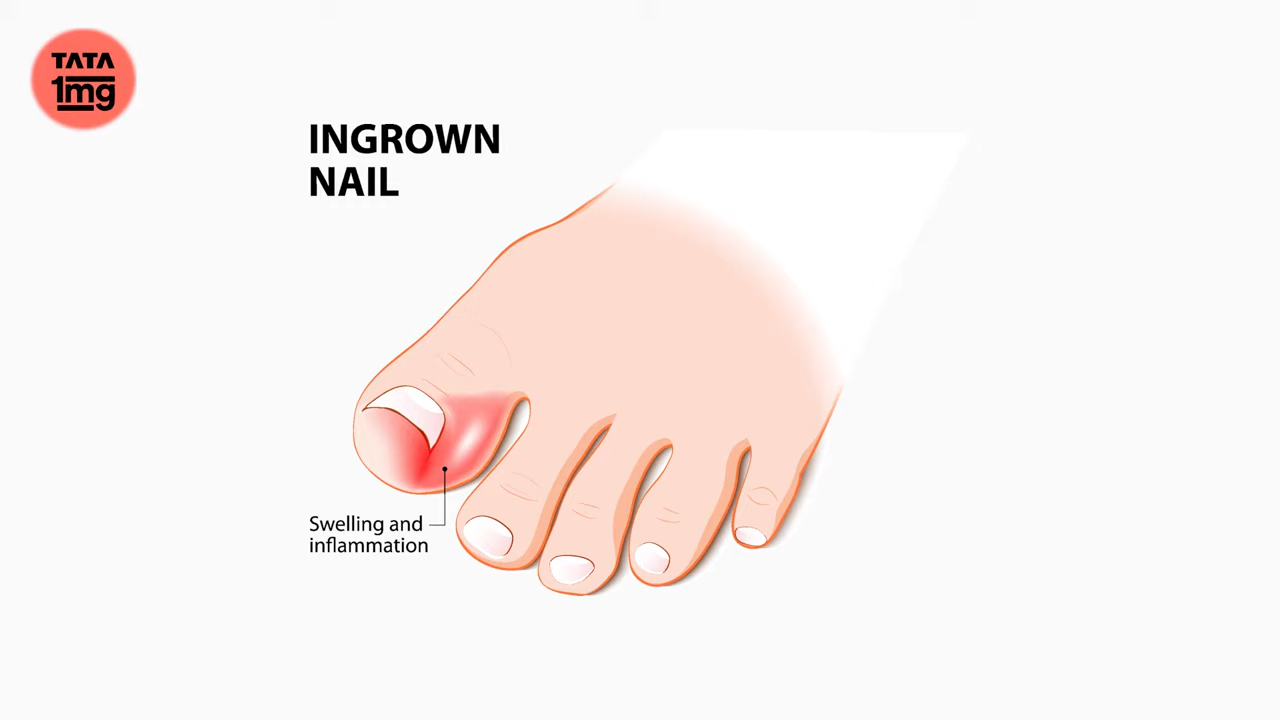 TATA
1mg
INGROWN
NAIL
Swelling and
inflammation